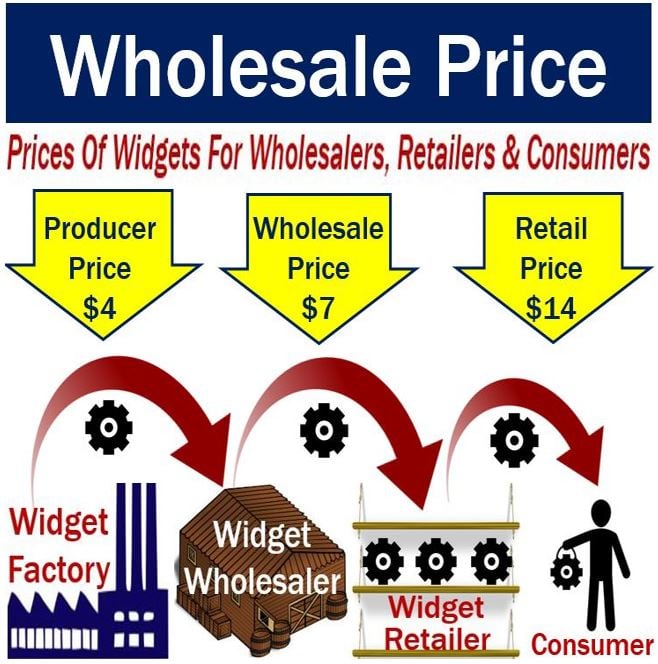 Wholesale Price
Prices Of Widgets For Wholesalers, Retailers & Consumers
Producer
Price
$4
Wholesale
Price
$7
Retail
Price
$14
Widget
Factory
Widget
Wholesaler
Widget
Retailer
Consumer